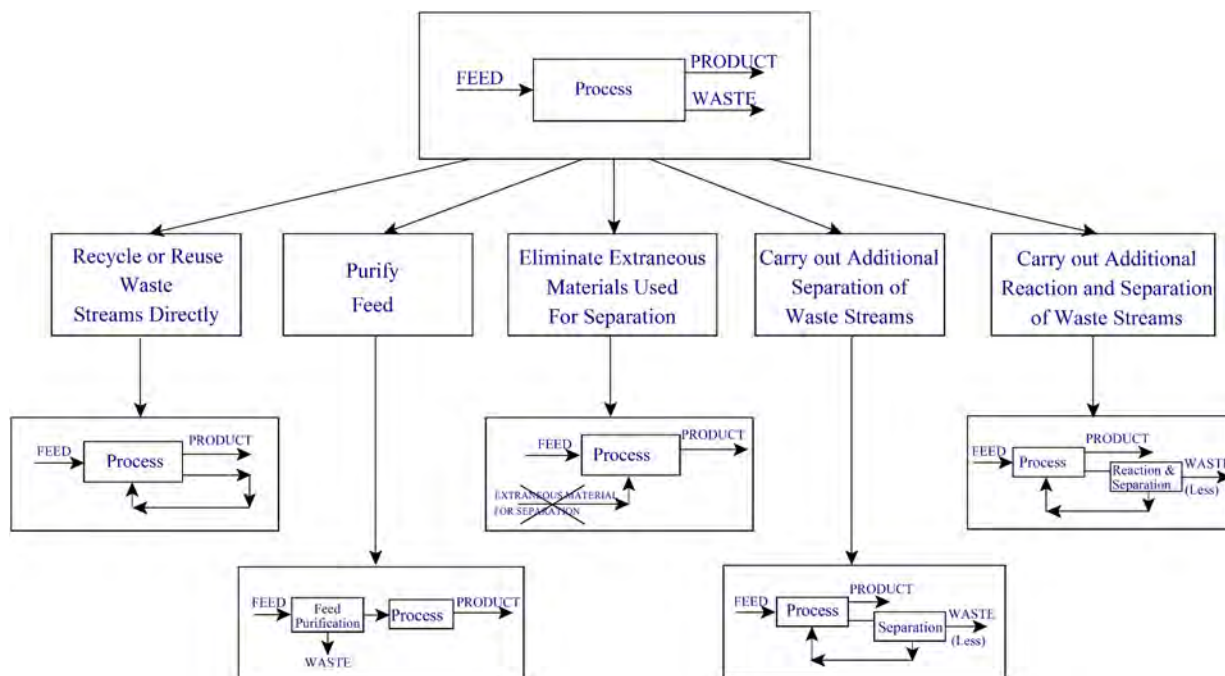 FEED
Process
PRODUCT
WASTE
Recycle or Reuse
Waste
Streams Directly
Purify
Feed
Eliminate Extraneous
Materials Used
For Separation
Carry out Additional
Separation of
Waste Streams
Carry out Additional
Reaction and Separation
of Waste Streams
FEED
Process
PRODUCT
FEED
Process
PRODUCT
EXTRANEOUS MATERIAL
FOR SEPARATION
FEED
Process
PRODUCT
Reaction &
Separation
WASTE
(Less)
FEED
Feed
Purification
WASTE
Process
PRODUCT
FEED
Process
PRODUCT
Separation
WASTE
(Less)